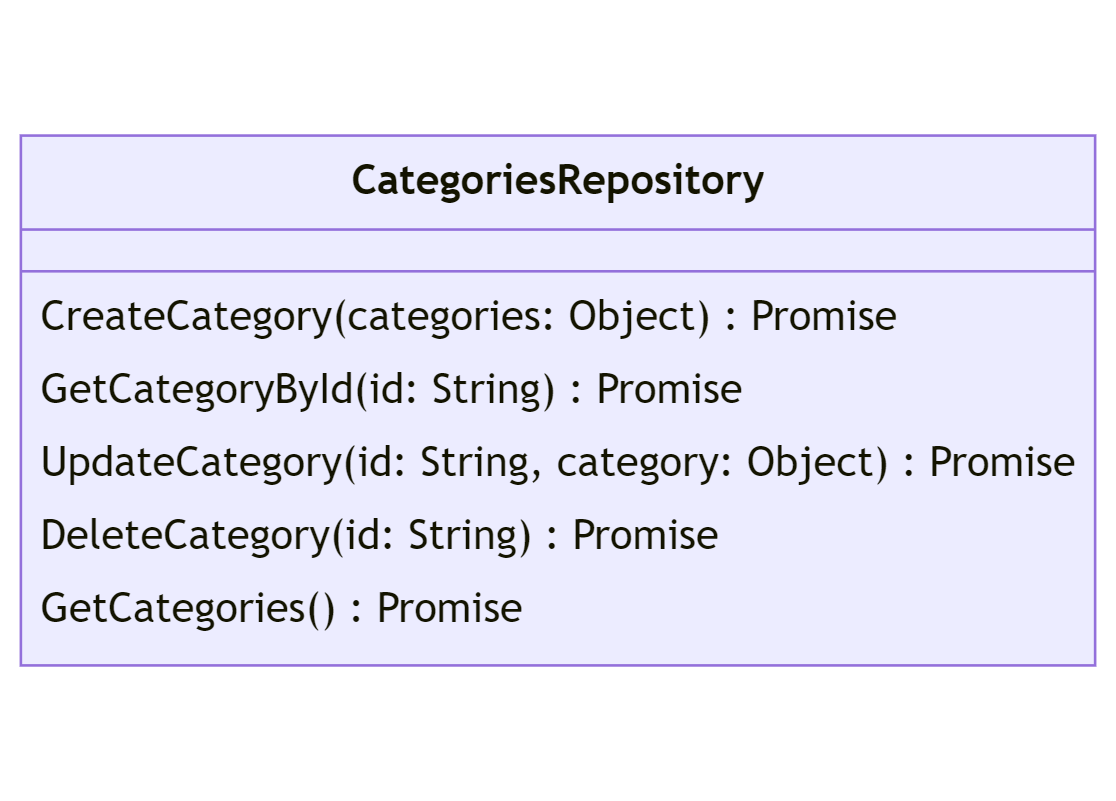 CategoriesRepository
CreateCategory(categories: Object) : Promise
GetCategoryById(id: String) : Promise
UpdateCategory(id: String, category: Object) : Promise
DeleteCategory(id: String) : Promise
GetCategories() : Promise